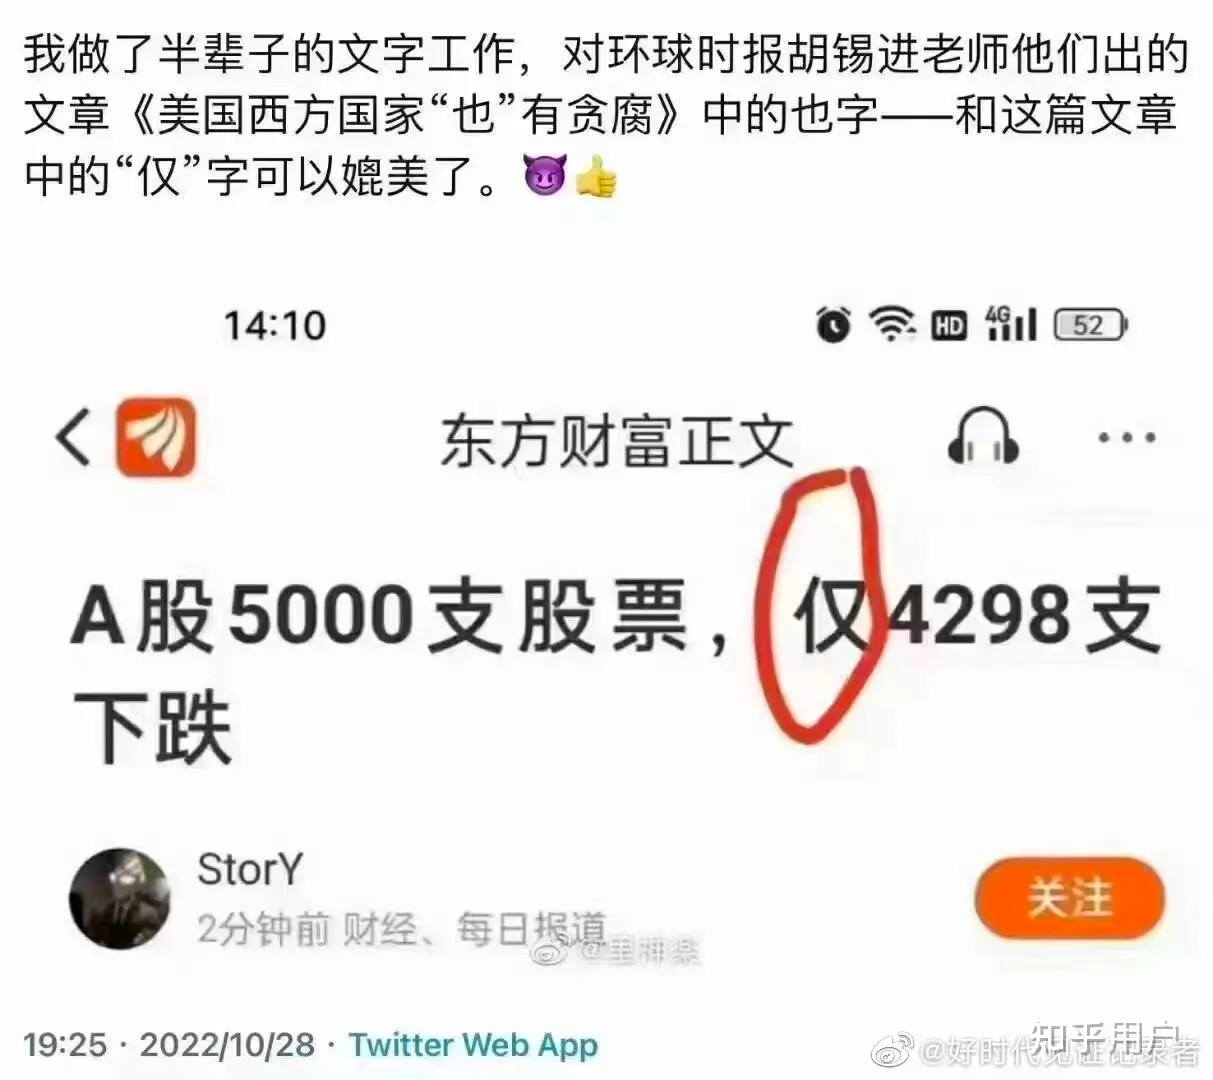 我做了半辈子的文字工作，对环球时报胡锡进老师他们出的
文章《美国西方国家“也”有贪腐》中的也字——和这篇文章
中的“仅”字可以媲美了。😈👍
14:10
HD 4G 52
东方财富正文
A股5000支股票，仅4298支
下跌
StorY
2分钟前 财经、每日报道
19:25 · 2022/10/28 · Twitter Web App
知乎用户
@好时代见证记录者